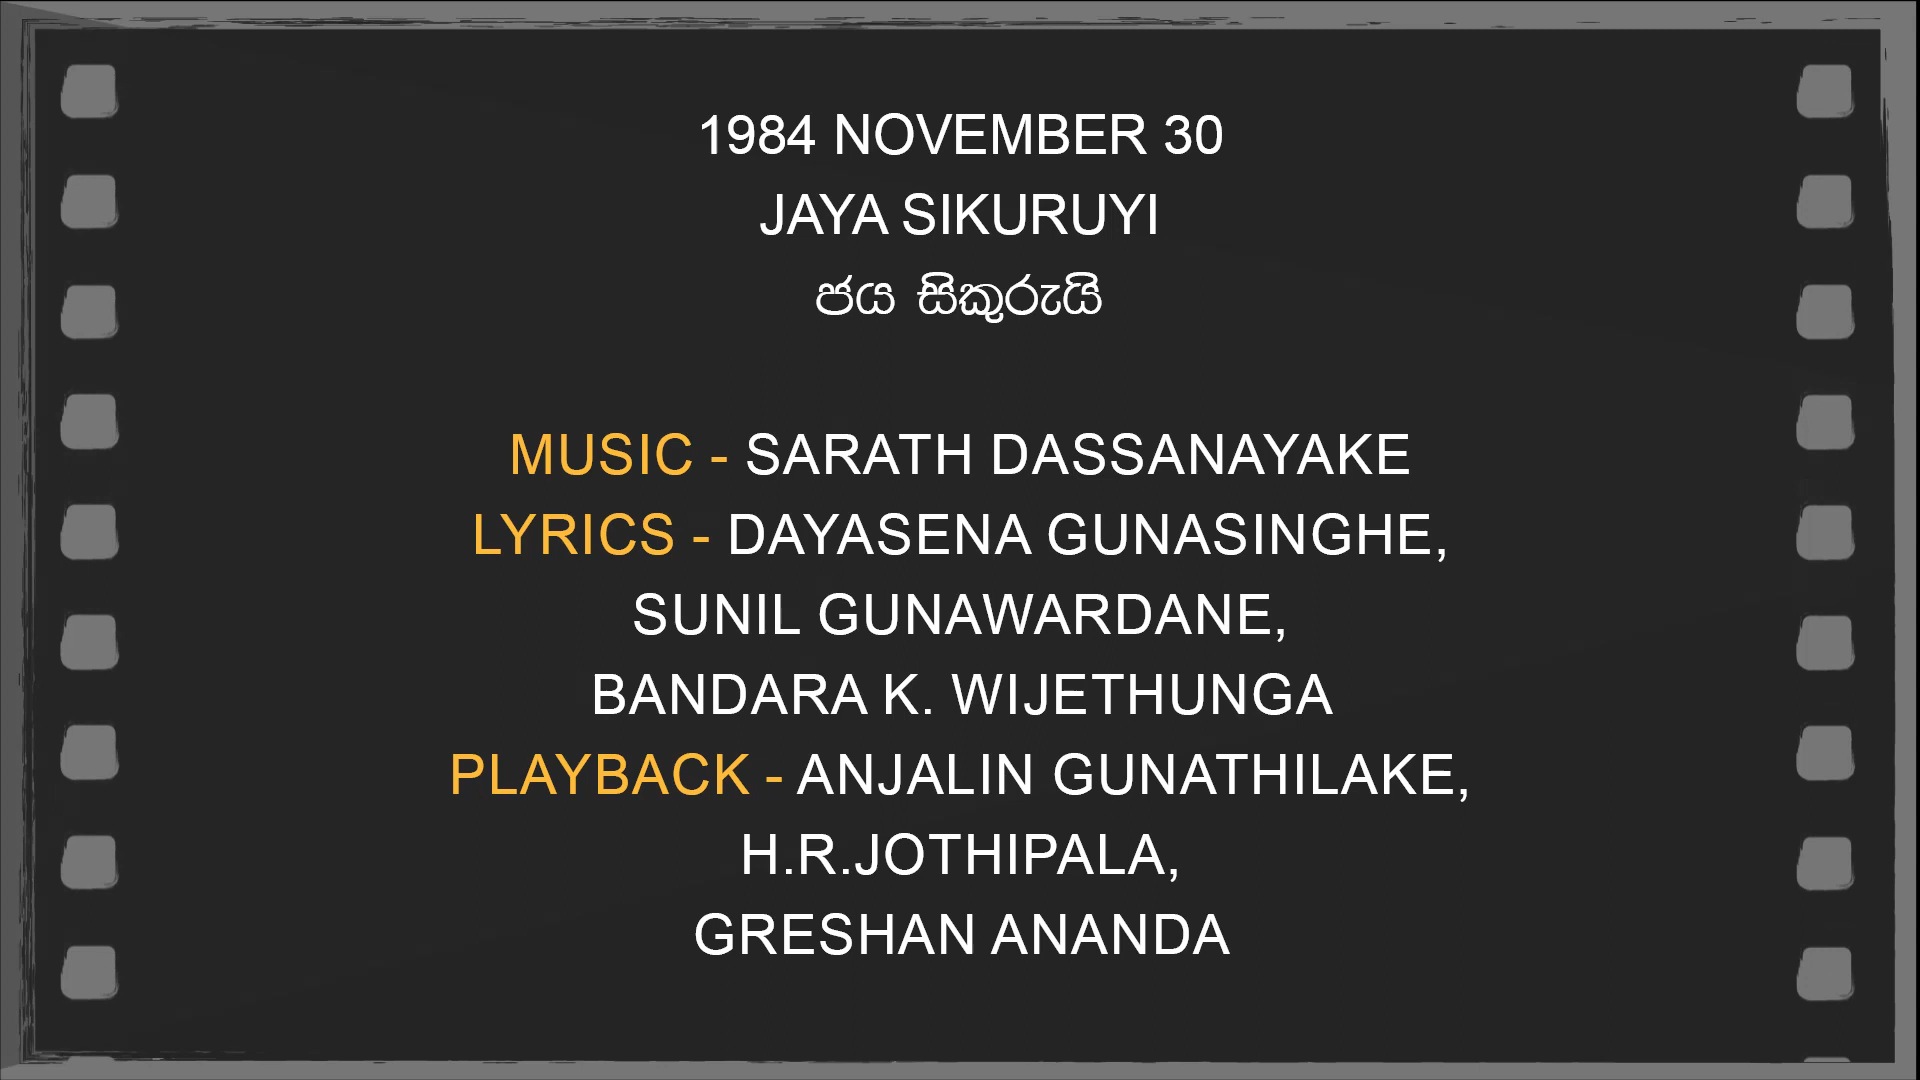 1984 NOVEMBER 30
JAYA SIKURUYI
ජය සිකුරුයි
MUSIC - SARATH DASSANAYAKE
LYRICS - DAYASENA GUNASINGHE,
SUNIL GUNAWARDANE,
BANDARA K. WIJETHUNGA
PLAYBACK - ANJALIN GUNATHILAKE,
H.R.JOTHIPALA,
GRESHAN ANANDA